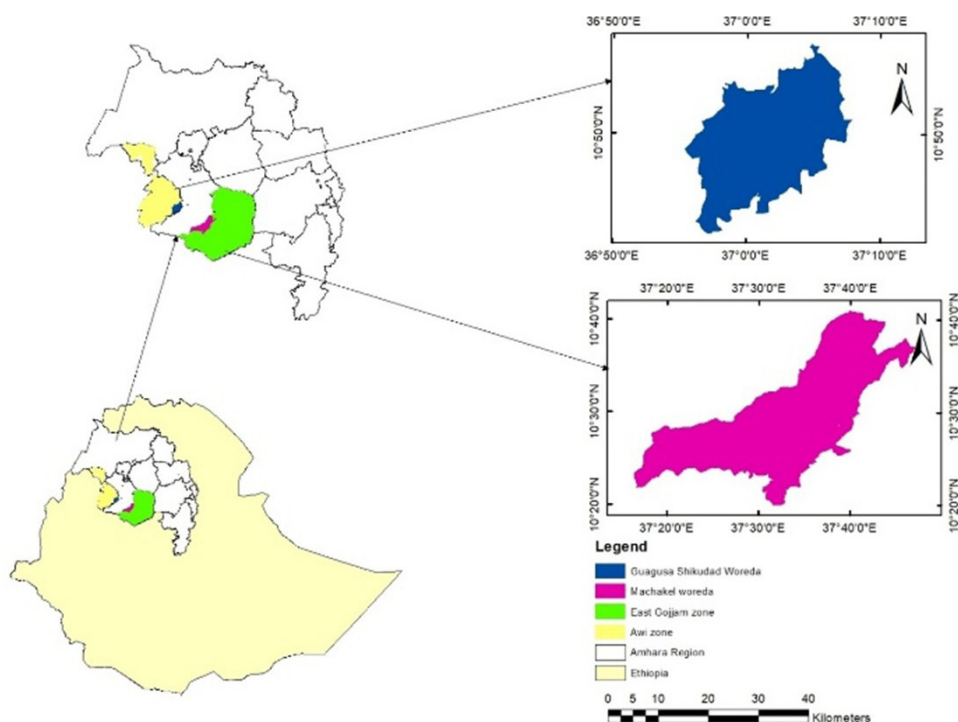 36°50'0"E 37°0'0"E 37°10'0"E
N
10°50'0"N 10°50'0"N
36°50'0"E 37°0'0"E 37°10'0"E
37°20'0"E 37°30'0"E 37°40'0"E
N
10°40'0"N 10°40'0"N
10°30'0"N 10°30'0"N
10°20'0"N 10°20'0"N
37°20'0"E 37°30'0"E 37°40'0"E
Legend
Guagusa Shikudad Woreda
Machakel woreda
East Gojjam zone
Awi zone
Amhara Region
Ethiopia
0 5 10 20 30 40
Kilometers